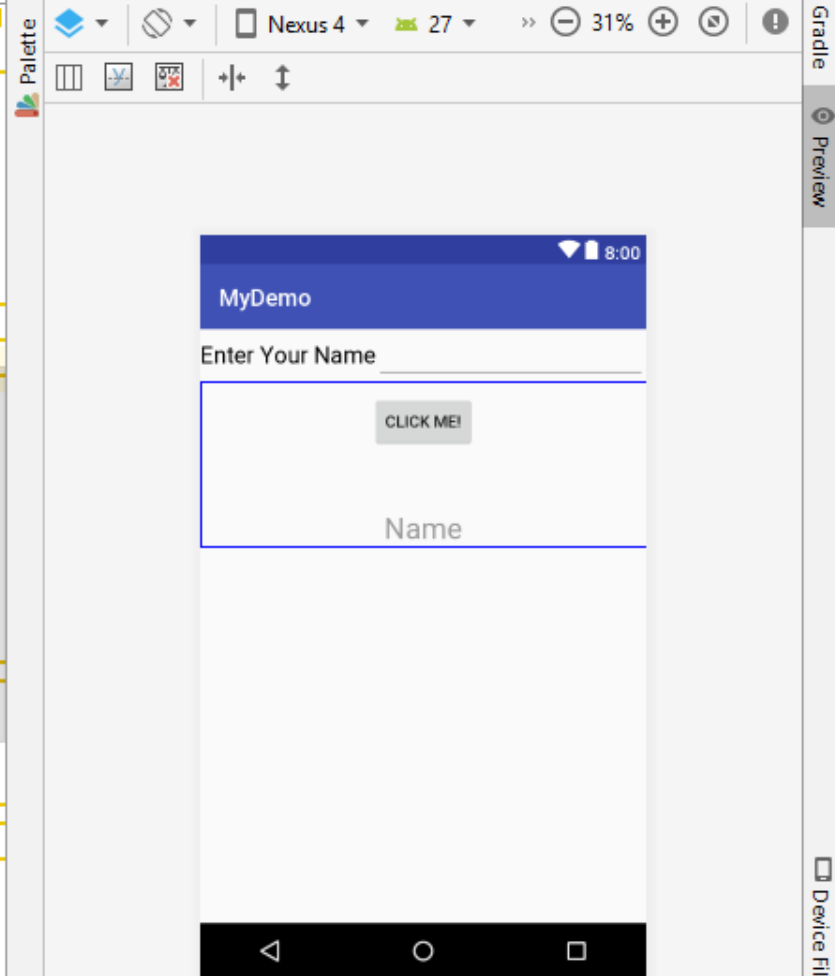 Palette
Nexus 4
27
31%
Gradle
Preview
8:00
MyDemo
Enter Your Name
CLICK ME!
Name
Device Fil